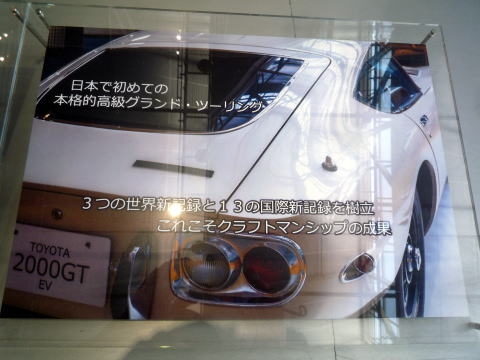 日本で初めての
本格的高級グランド・ツーリング
３つの世界新記録と１３の国際新記録を樹立
これこそクラフトマンシップの成果
TOYOTA
2000GT
EV